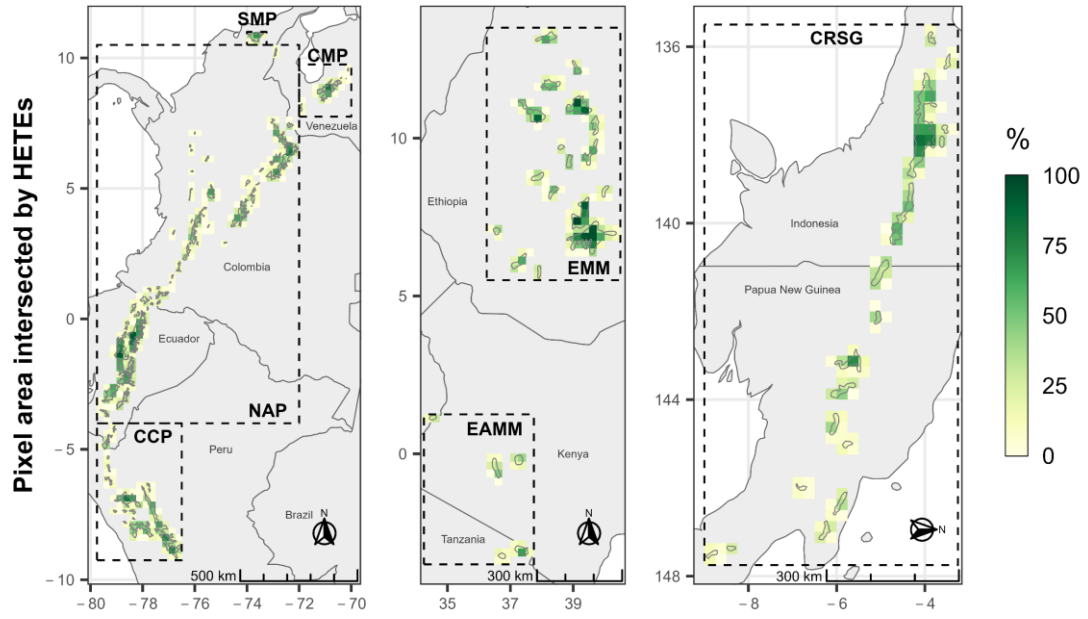 Pixel area intersected by HETEs
SMP
CMP
Venezuela
Colombia
Ecuador
NAP
CCP
Peru
Brazil
N
500 km
10
5
0
−5
−10
−80
−78
−76
−74
−72
−70
Ethiopia
EMM
EAMM
Kenya
Tanzania
N
300 km
10
5
0
35
37
39
CRSG
Indonesia
Papua New Guinea
N
300 km
136
140
144
148
−8
−6
−4
%
100
75
50
25
0